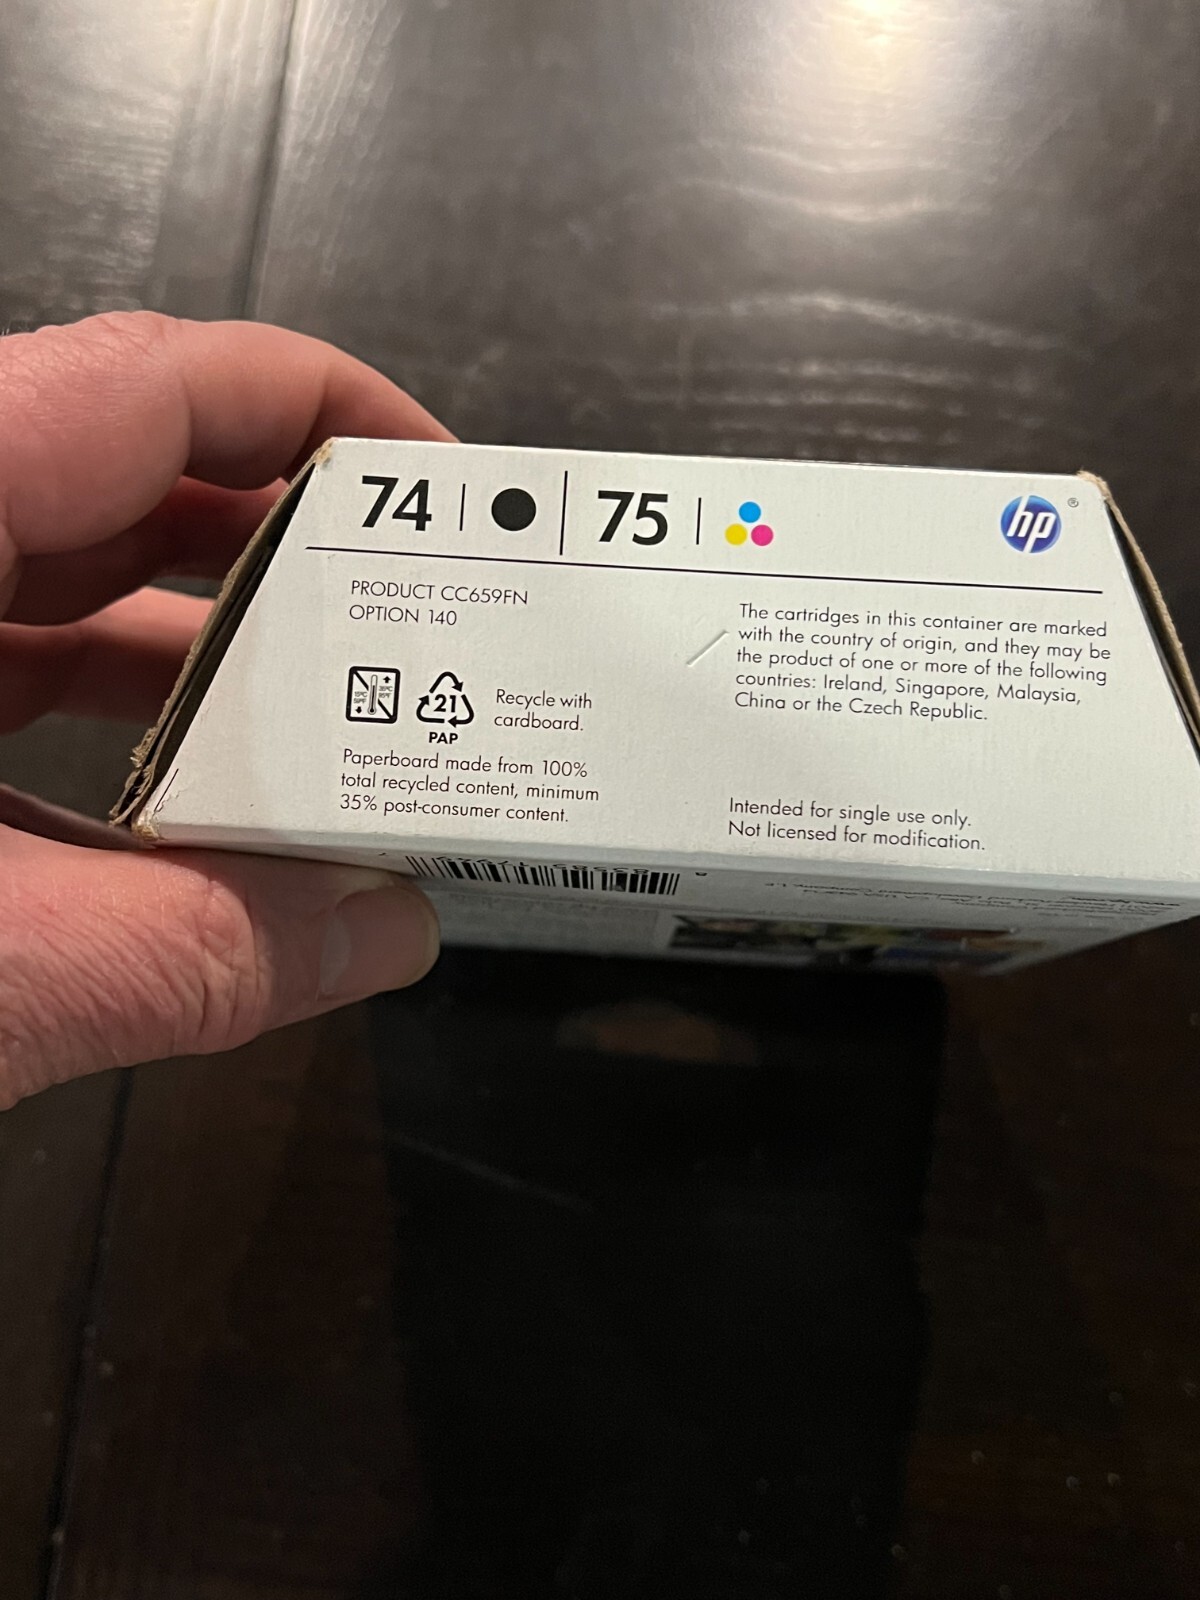 74 75 hp ®
PRODUCT CC659FN
OPTION 140
21
PAP
Recycle with
cardboard.
Paperboard made from 100%
total recycled content, minimum
35% post-consumer content.
The cartridges in this container are marked
with the country of origin, and they may be
the product of one or more of the following
countries: Ireland, Singapore, Malaysia,
China or the Czech Republic.
Intended for single use only.
Not licensed for modification.